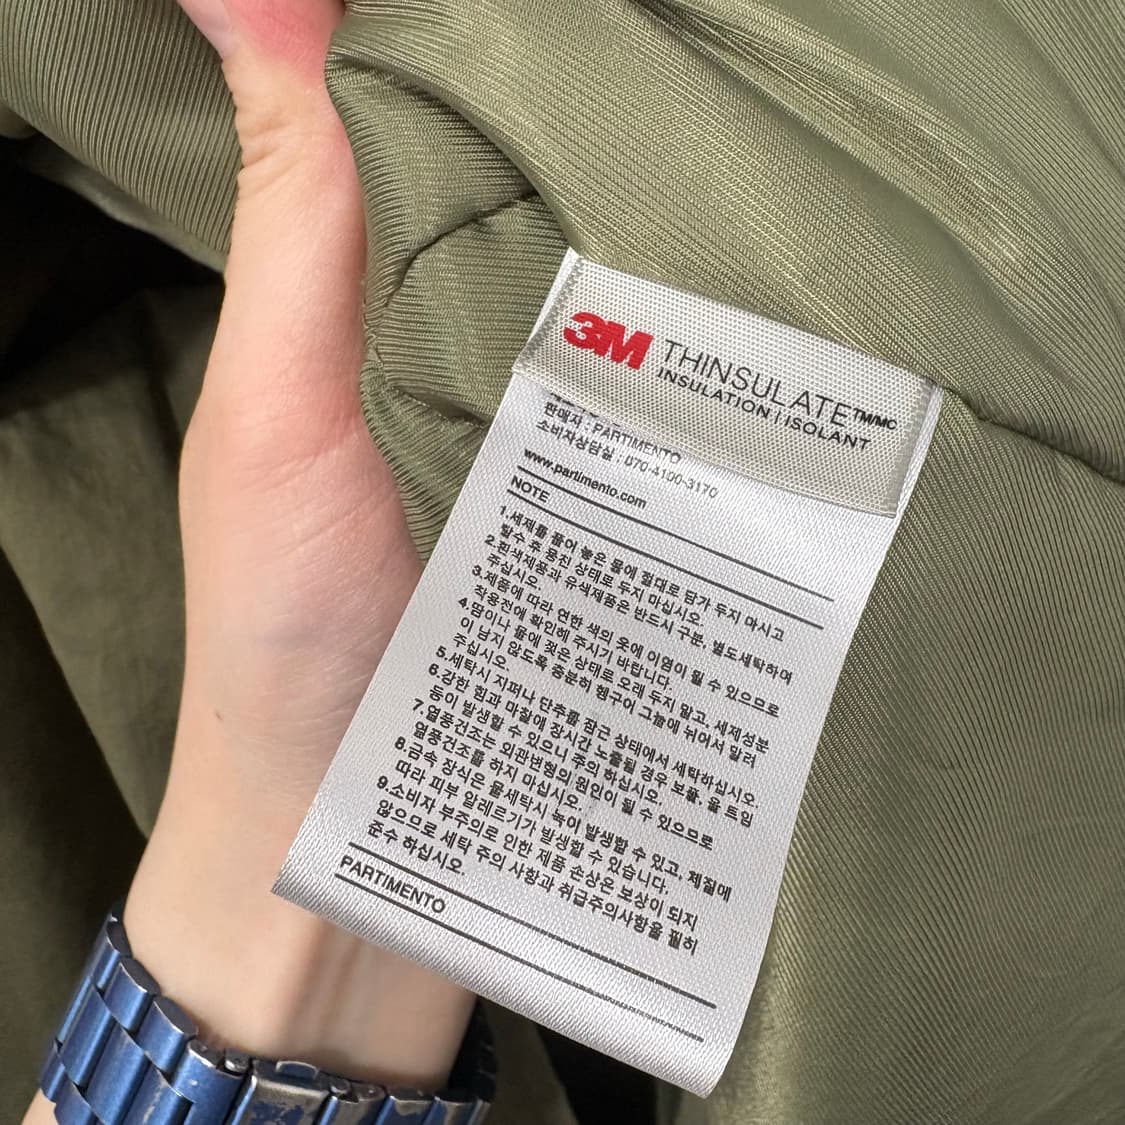 3M THINSULATE™/MC
INSULATION | ISOLANT
판매자 : PARTIMENTO
소비자상담실 : 070-4100-3170
www.partimento.com
NOTE
1.세제를 풀어 놓은 물에 절대로 담가 두지 마시고
탈수 후 뭉친 상태로 두지 마십시오.
2.흰색제품과 유색제품은 반드시 구분, 별도세탁하여
주십시오.
3.제품에 따라 연한 색의 옷에 이염이 될 수 있으므로
착용전에 확인해 주시기 바랍니다.
4.땀이나 물에 젖은 상태로 오래 두지 말고, 세제성분
이 남지 않도록 충분히 헹구어 그늘에 뉘어서 말려
주십시오.
5.세탁시 지퍼나 단추를 잠근 상태에서 세탁하십시오.
6.강한 힘과 마찰에 장시간 노출될 경우 보풀, 올 트임
등이 발생할 수 있으니 주의 하십시오.
7.열풍건조는 외관변형의 원인이 될 수 있으므로
열풍건조를 하지 마십시오.
8.금속 장식은 물세탁시 녹이 발생할 수 있고, 체질에
따라 피부 알레르기가 발생할 수 있습니다.
9.소비자 부주의로 인한 제품 손상은 보상이 되지
않으므로 세탁 주의 사항과 취급주의사항을 필히
준수 하십시오.
PARTIMENTO